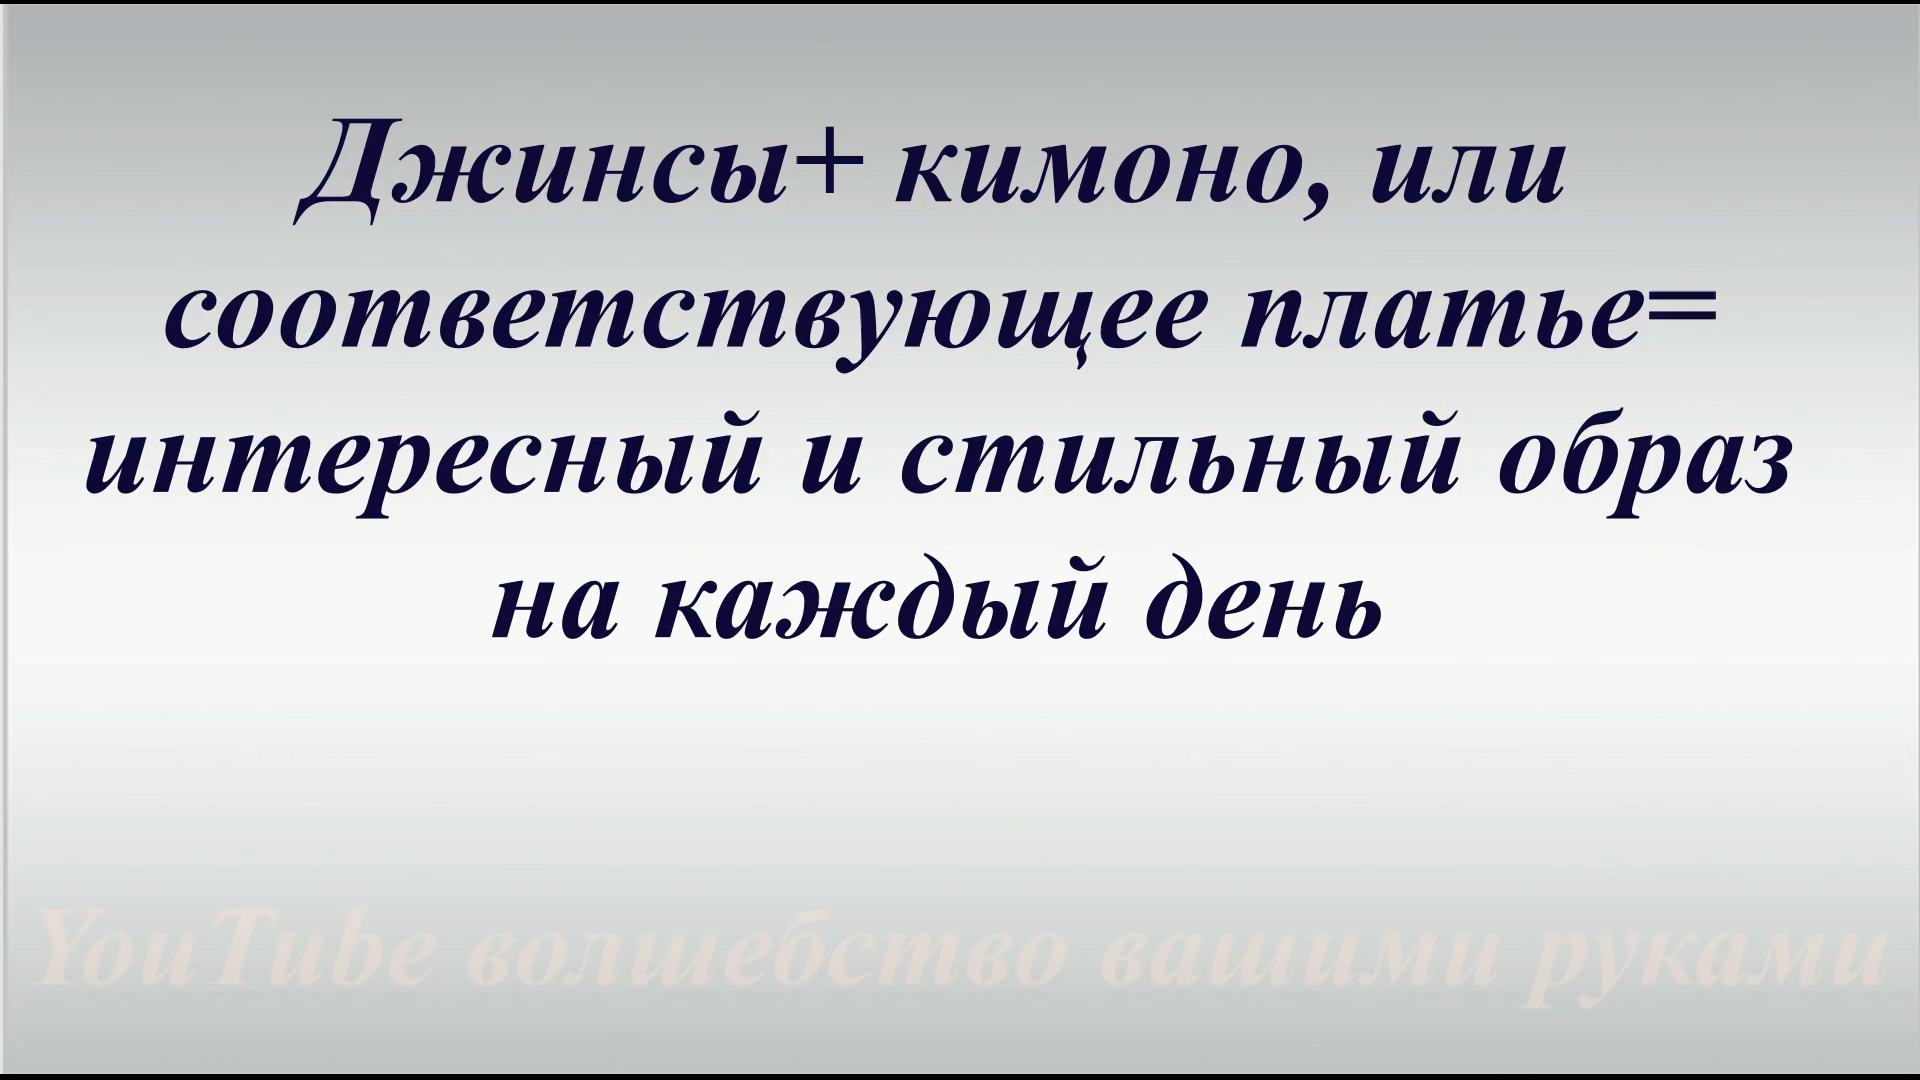 Джинсы+ кимоно, или
соответствующее платье=
интересный и стильный образ
на каждый день
YouTube волшебство вашими руками